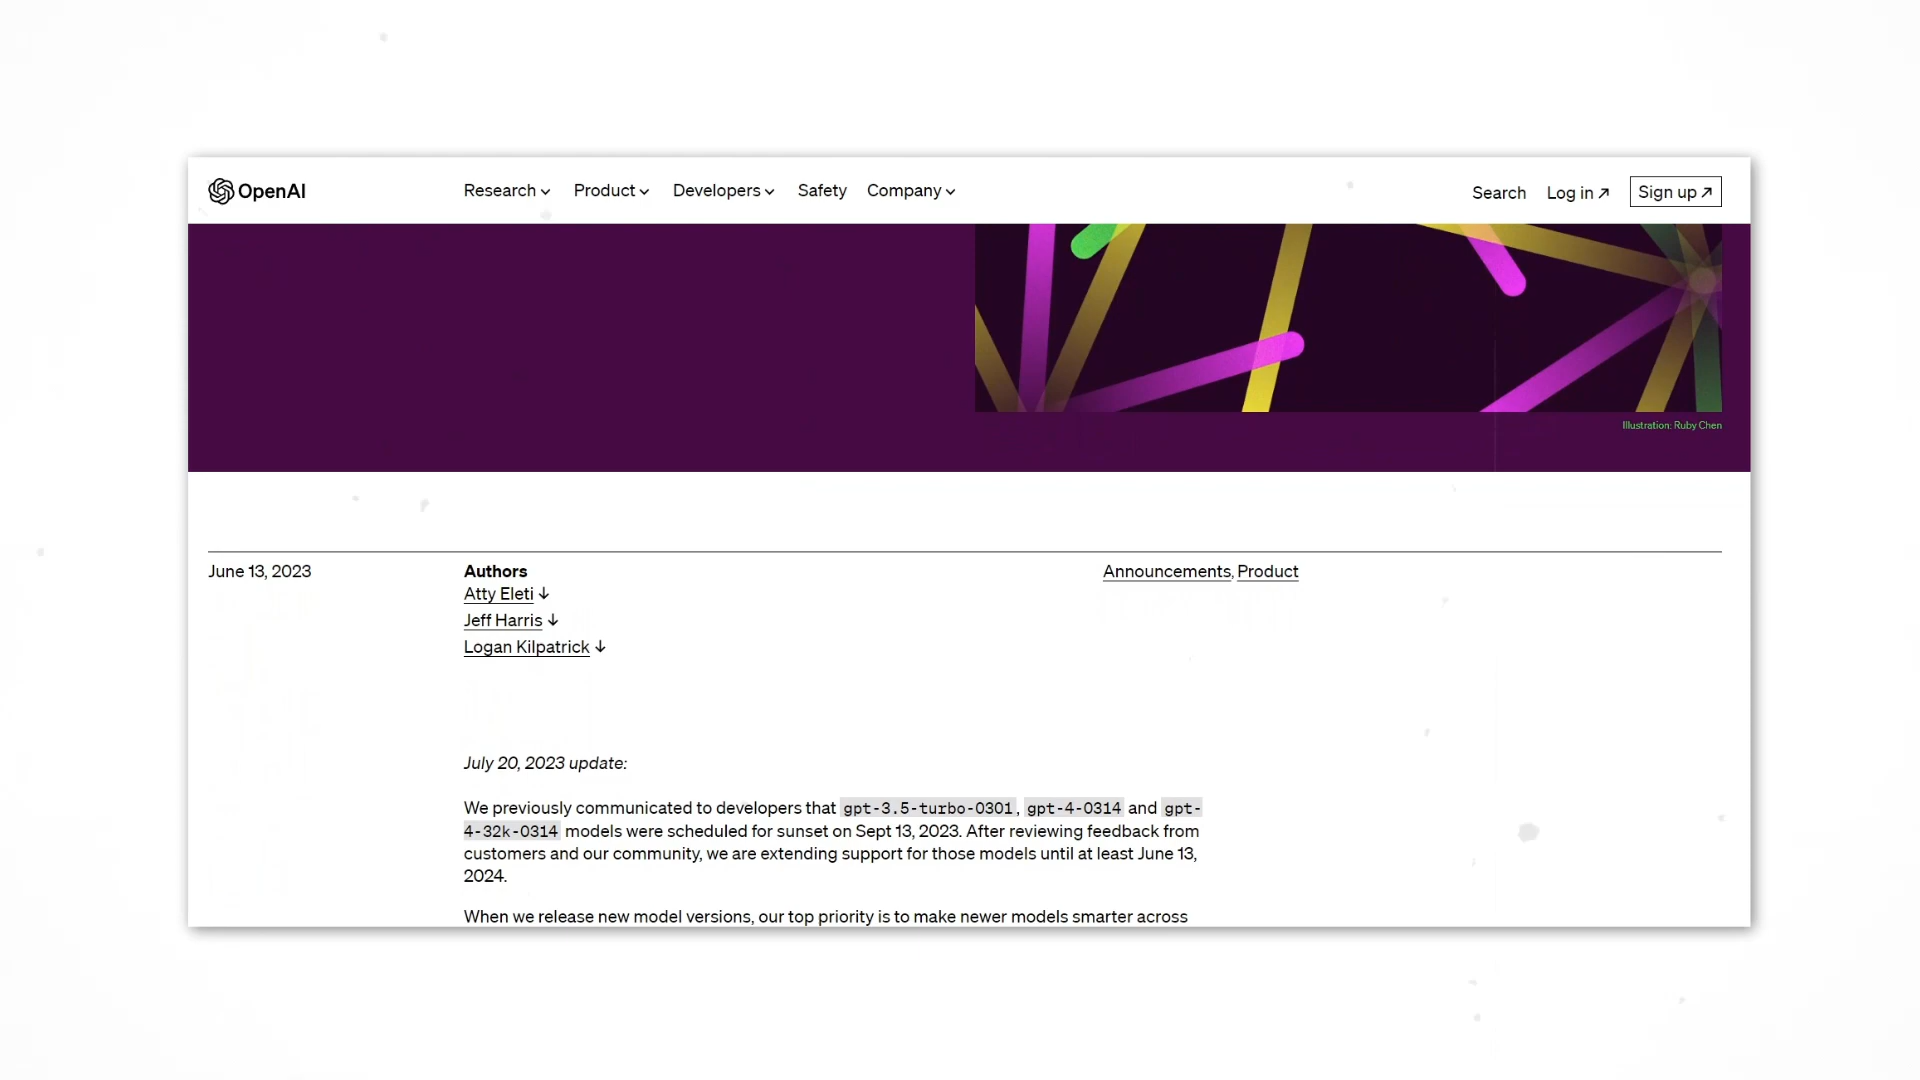 OpenAI
Research
Product
Developers
Safety
Company
Search
Log in ↗
Sign up ↗
Illustration: Ruby Chen
June 13, 2023
Authors
Atty Eleti ↓
Jeff Harris ↓
Logan Kilpatrick ↓
Announcements, Product
July 20, 2023 update:
We previously communicated to developers that gpt-3.5-turbo-0301, gpt-4-0314 and gpt-
4-32k-0314 models were scheduled for sunset on Sept 13, 2023. After reviewing feedback from
customers and our community, we are extending support for those models until at least June 13,
2024.
When we release new model versions, our top priority is to make newer models smarter across